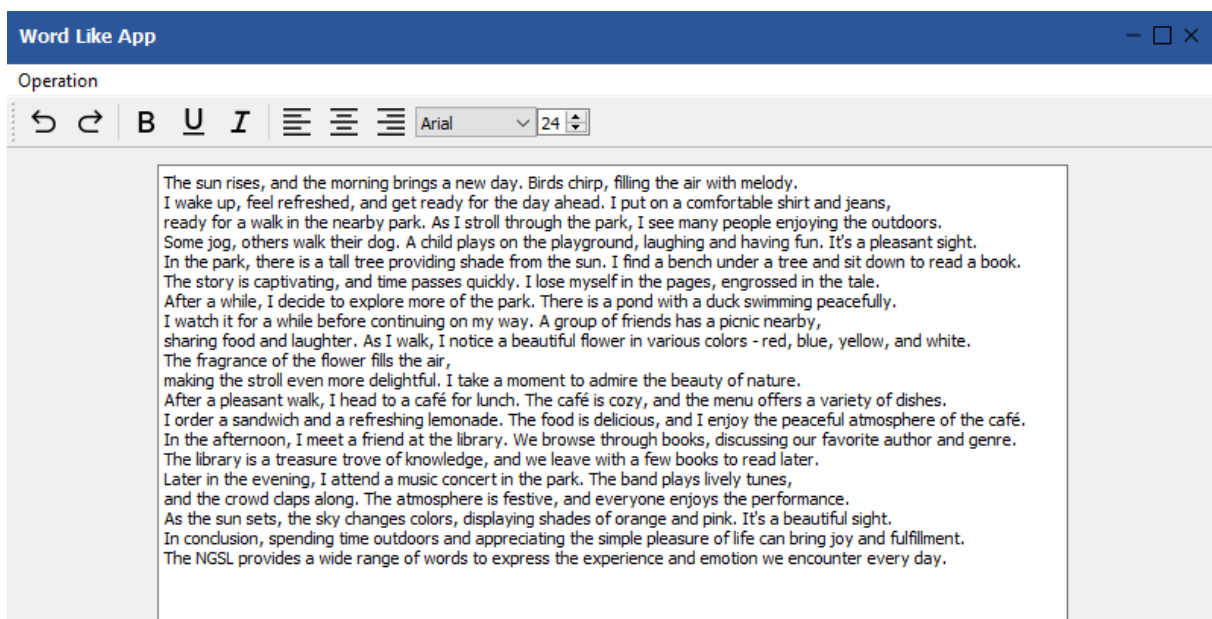 Word Like App
Operation
B U I Arial 24
The sun rises, and the morning brings a new day. Birds chirp, filling the air with melody.
I wake up, feel refreshed, and get ready for the day ahead. I put on a comfortable shirt and jeans,
ready for a walk in the nearby park. As I stroll through the park, I see many people enjoying the outdoors.
Some jog, others walk their dog. A child plays on the playground, laughing and having fun. It's a pleasant sight.
In the park, there is a tall tree providing shade from the sun. I find a bench under a tree and sit down to read a book.
The story is captivating, and time passes quickly. I lose myself in the pages, engrossed in the tale.
After a while, I decide to explore more of the park. There is a pond with a duck swimming peacefully.
I watch it for a while before continuing on my way. A group of friends has a picnic nearby,
sharing food and laughter. As I walk, I notice a beautiful flower in various colors - red, blue, yellow, and white.
The fragrance of the flower fills the air,
making the stroll even more delightful. I take a moment to admire the beauty of nature.
After a pleasant walk, I head to a café for lunch. The café is cozy, and the menu offers a variety of dishes.
I order a sandwich and a refreshing lemonade. The food is delicious, and I enjoy the peaceful atmosphere of the café.
In the afternoon, I meet a friend at the library. We browse through books, discussing our favorite author and genre.
The library is a treasure trove of knowledge, and we leave with a few books to read later.
Later in the evening, I attend a music concert in the park. The band plays lively tunes,
and the crowd claps along. The atmosphere is festive, and everyone enjoys the performance.
As the sun sets, the sky changes colors, displaying shades of orange and pink. It's a beautiful sight.
In conclusion, spending time outdoors and appreciating the simple pleasure of life can bring joy and fulfillment.
The NGSL provides a wide range of words to express the experience and emotion we encounter every day.